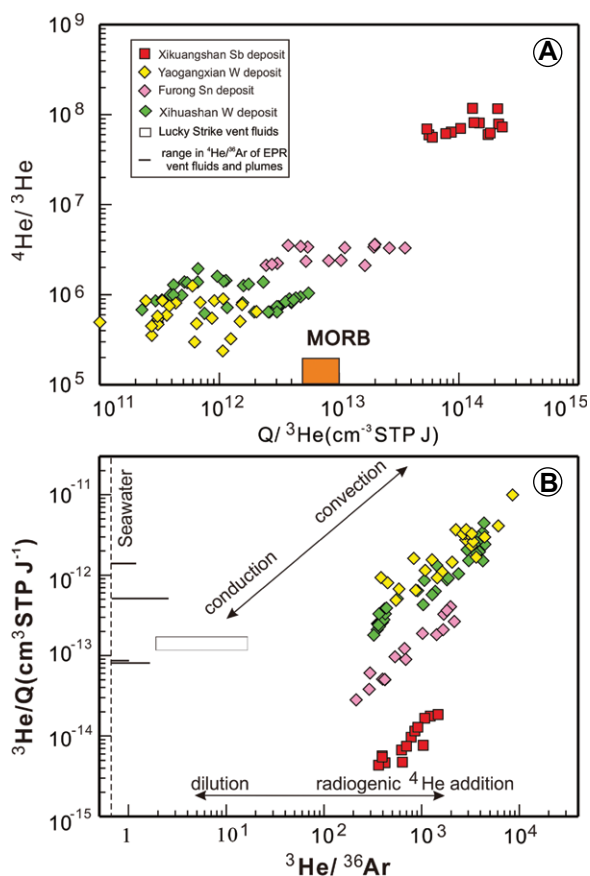 A
10⁹
10⁸
10⁷
10⁶
10⁵
⁴He/ ³He
Xikuangshan Sb deposit
Yaogangxian W deposit
Furong Sn deposit
Xihuashan W deposit
Lucky Strike vent fluids
range in ⁴He/³⁶Ar of EPR
vent fluids and plumes
MORB
10¹¹ 10¹² 10¹³ 10¹⁴ 10¹⁵
Q/ ³He(cm⁻³STP J)
B
10⁻¹¹
10⁻¹²
10⁻¹³
10⁻¹⁴
10⁻¹⁵
³He/Q(cm³STP J⁻¹)
Seawater
conduction
convection
dilution
radiogenic ⁴He addition
1 10¹ 10² 10³ 10⁴
³He/ ³⁶Ar